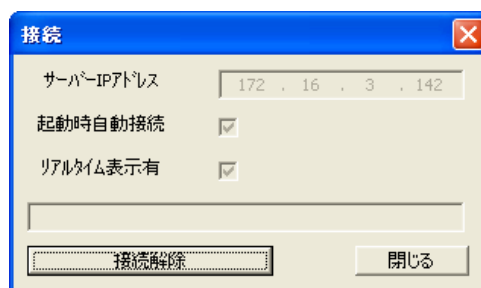 接続
サーバーIPアドレス 172 . 16 . 3 . 142
起動時自動接続
リアルタイム表示有
接続解除 閉じる